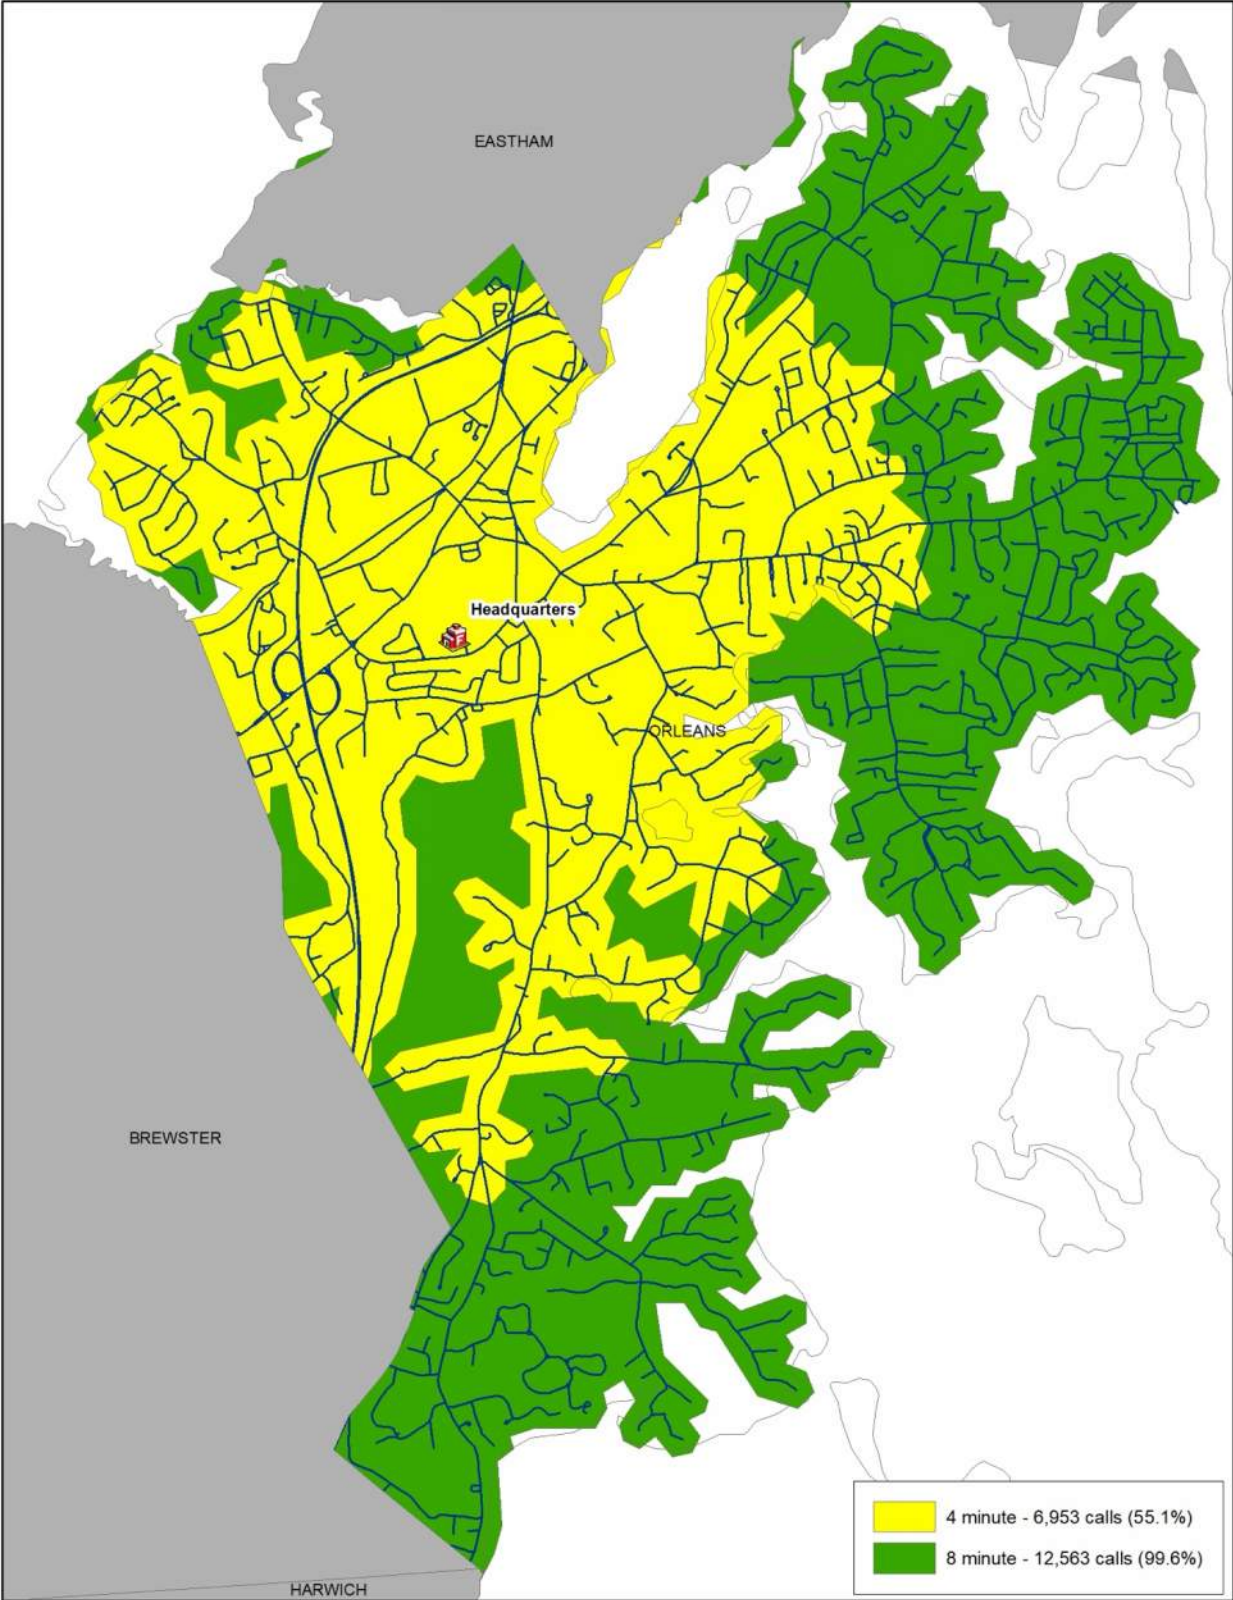 EASTHAM
Headquarters
ORLEANS
BREWSTER
4 minute - 6,953 calls (55.1%)
8 minute - 12,563 calls (99.6%)
HARWICH